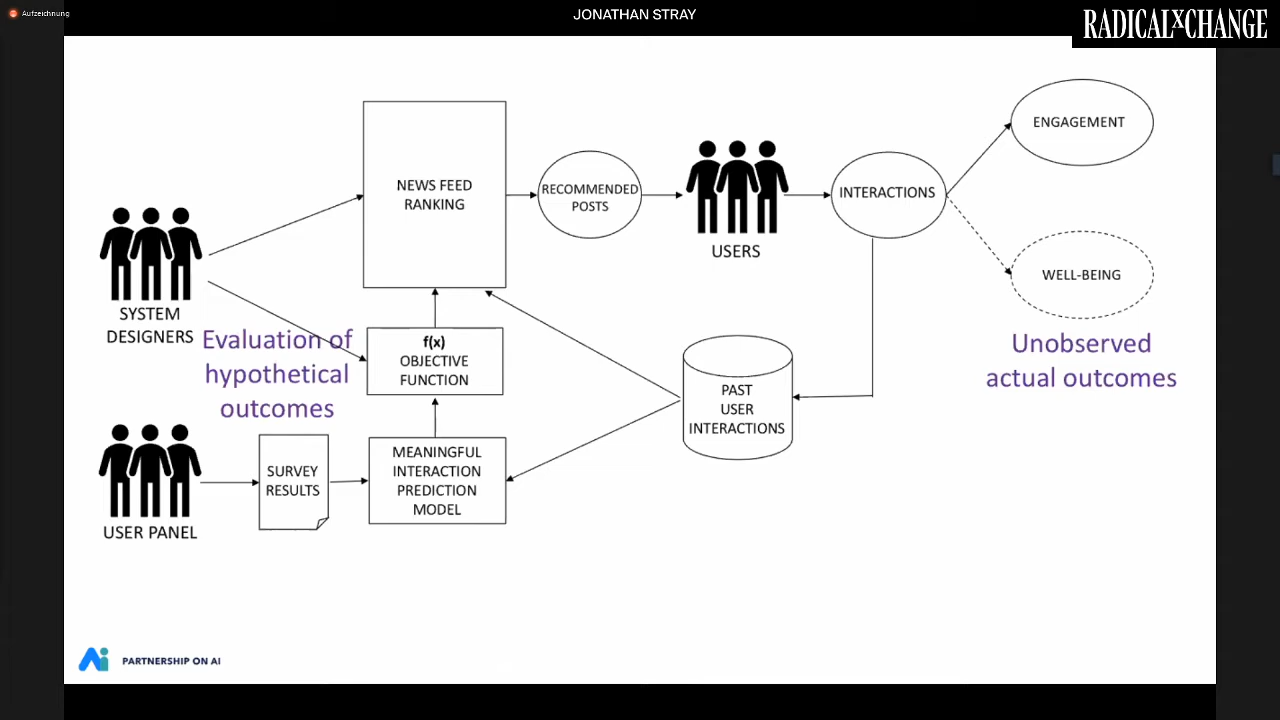 Aufzeichnung
JONATHAN STRAY
RADICALXCHANGE
ENGAGEMENT
NEWS FEED
RANKING
RECOMMENDED
POSTS
INTERACTIONS
USERS
WELL-BEING
SYSTEM
DESIGNERS
Evaluation of
hypothetical
outcomes
f(x)
OBJECTIVE
FUNCTION
Unobserved
actual outcomes
PAST
USER
INTERACTIONS
SURVEY
RESULTS
MEANINGFUL
INTERACTION
PREDICTION
MODEL
USER PANEL
PARTNERSHIP ON AI